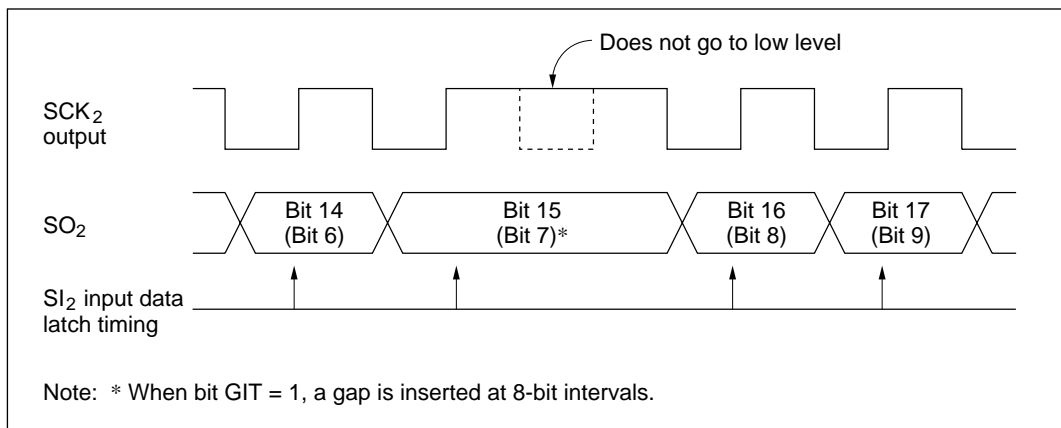 Does not go to low level
SCK2
output
SO2
Bit 14
(Bit 6)
Bit 15
(Bit 7)*
Bit 16
(Bit 8)
Bit 17
(Bit 9)
SI2 input data
latch timing
Note: * When bit GIT = 1, a gap is inserted at 8-bit intervals.